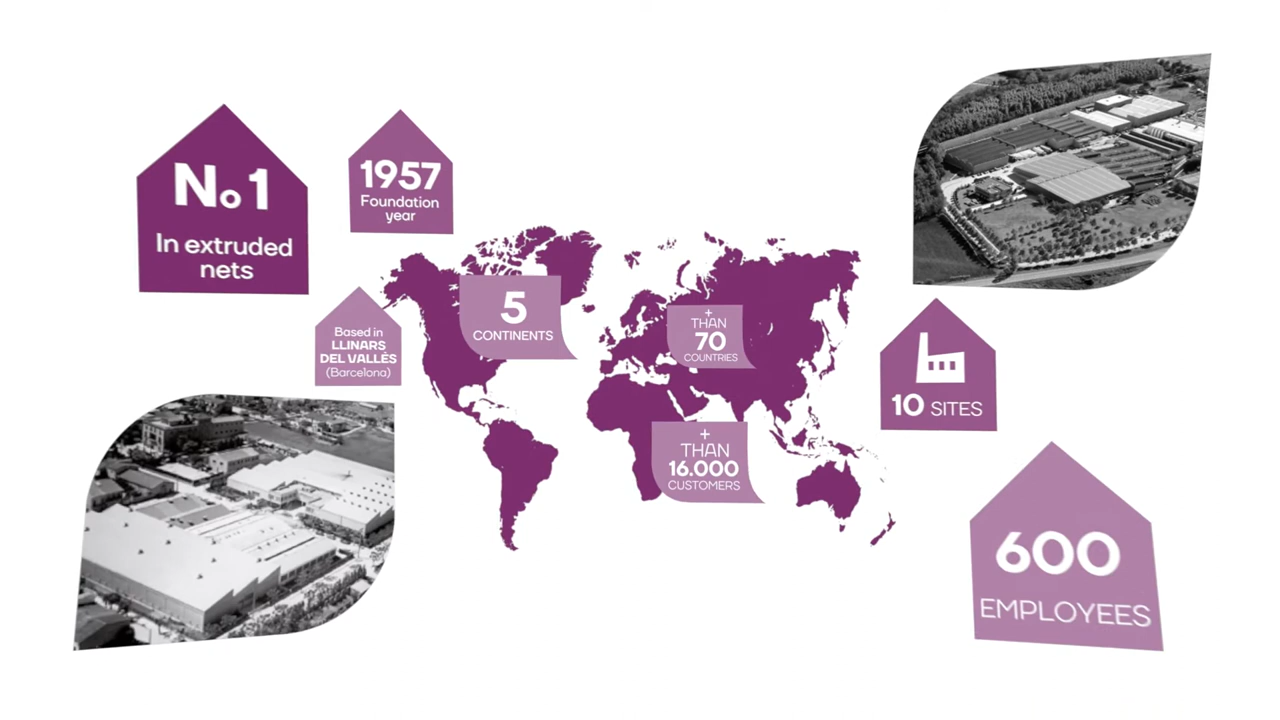 No1
In extruded
nets
1957
Foundation
year
Based in
LLINARS
DEL VALLÈS
(Barcelona)
5
CONTINENTS
+
THAN
70
COUNTRIES
+
THAN
16.000
CUSTOMERS
10 SITES
600
EMPLOYEES